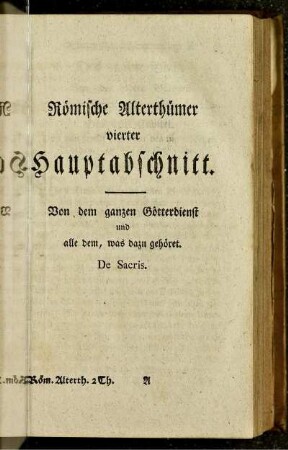 Römische Alterthümer
vierter
Hauptabschnitt.
Von dem ganzen Götterdienst
und
alle dem, was dazu gehöret.
De Sacris.
Röm. Alterth. 2 Th. A